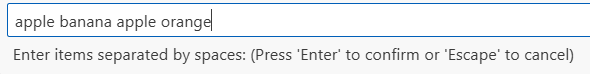 apple banana apple orange
Enter items separated by spaces: (Press 'Enter' to confirm or 'Escape' to cancel)